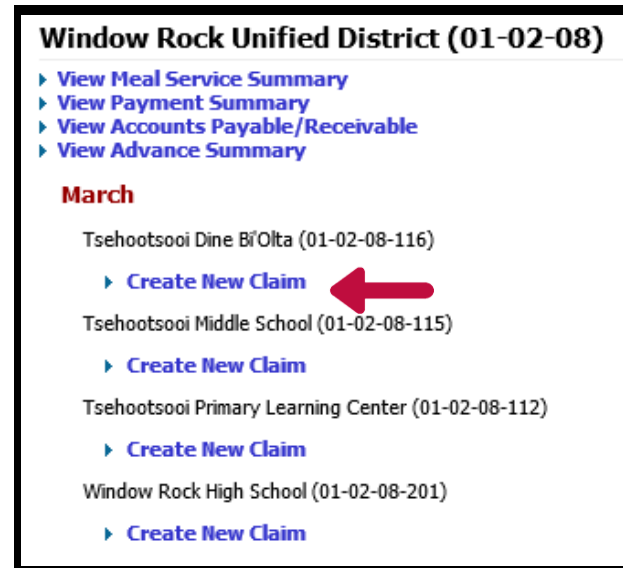 Window Rock Unified District (01-02-08)
View Meal Service Summary
View Payment Summary
View Accounts Payable/Receivable
View Advance Summary
March
Tsehootsooi Dine Bi'Olta (01-02-08-116)
Create New Claim
Tsehootsooi Middle School (01-02-08-115)
Create New Claim
Tsehootsooi Primary Learning Center (01-02-08-112)
Create New Claim
Window Rock High School (01-02-08-201)
Create New Claim